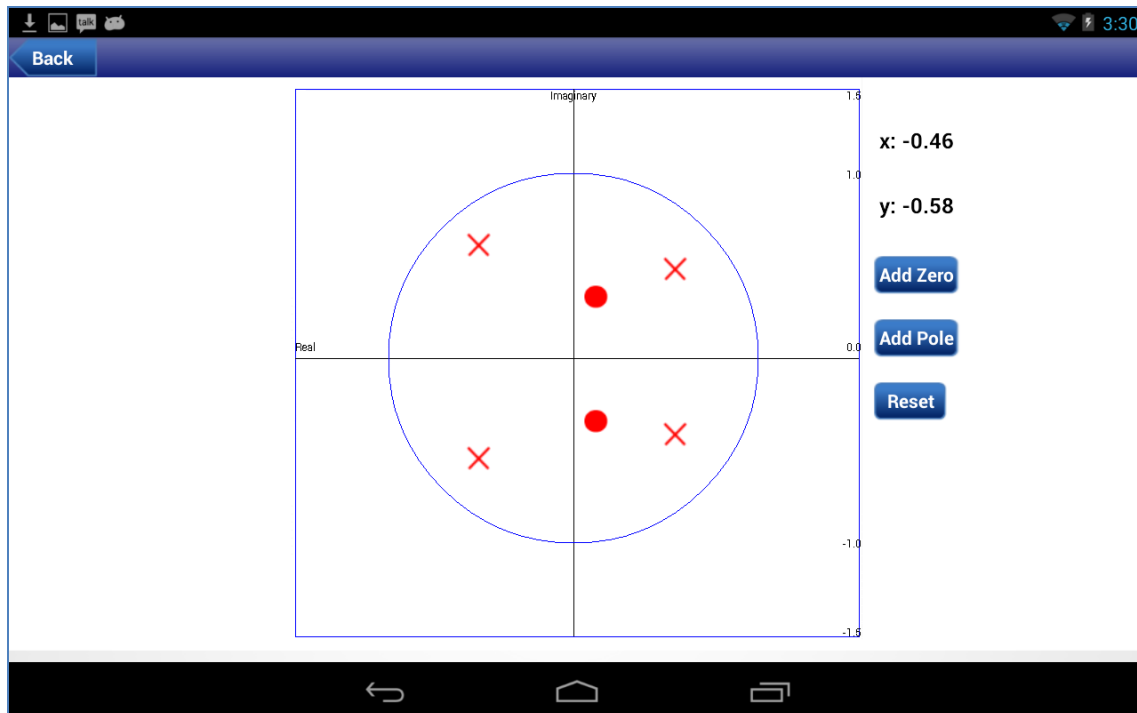 talk
3:30
Back
Imaginary
1.5
x: -0.46
1.0
y: -0.58
Add Zero
Real
0.0
Add Pole
Reset
-1.0
-1.5